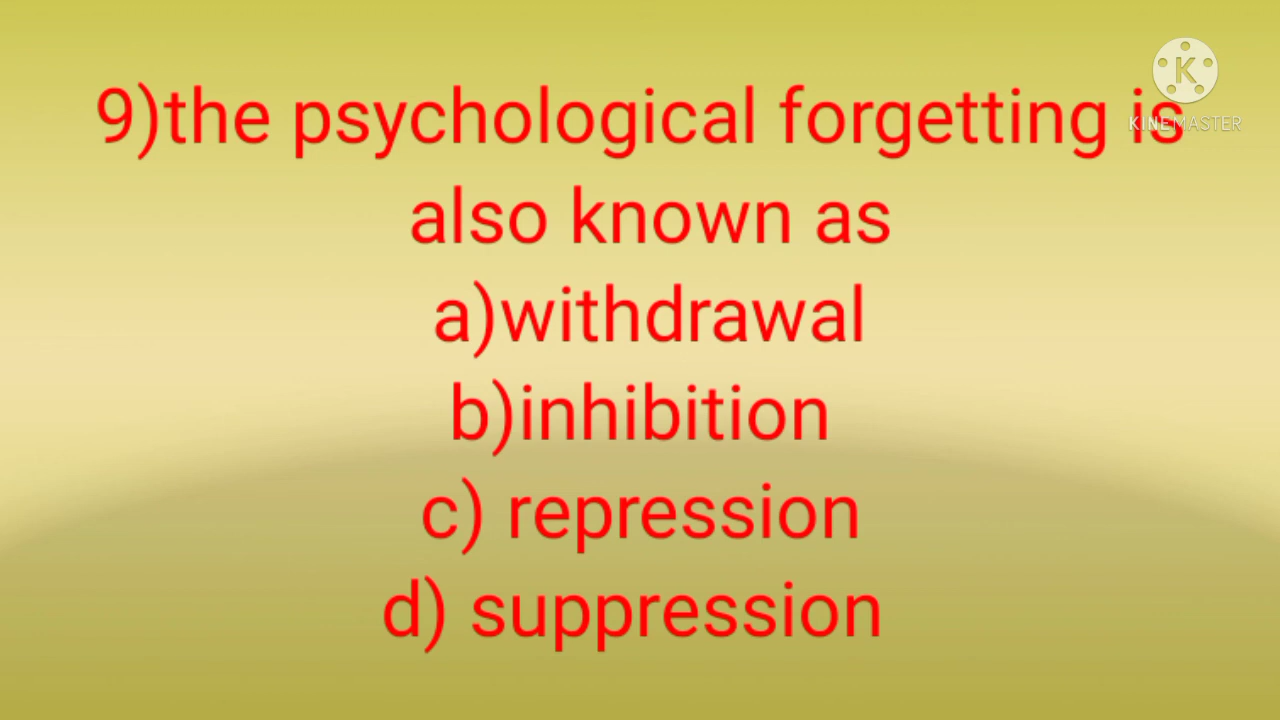 9)the psychological forgetting is
also known as
a)withdrawal
b)inhibition
c) repression
d) suppression
K
KINEMASTER